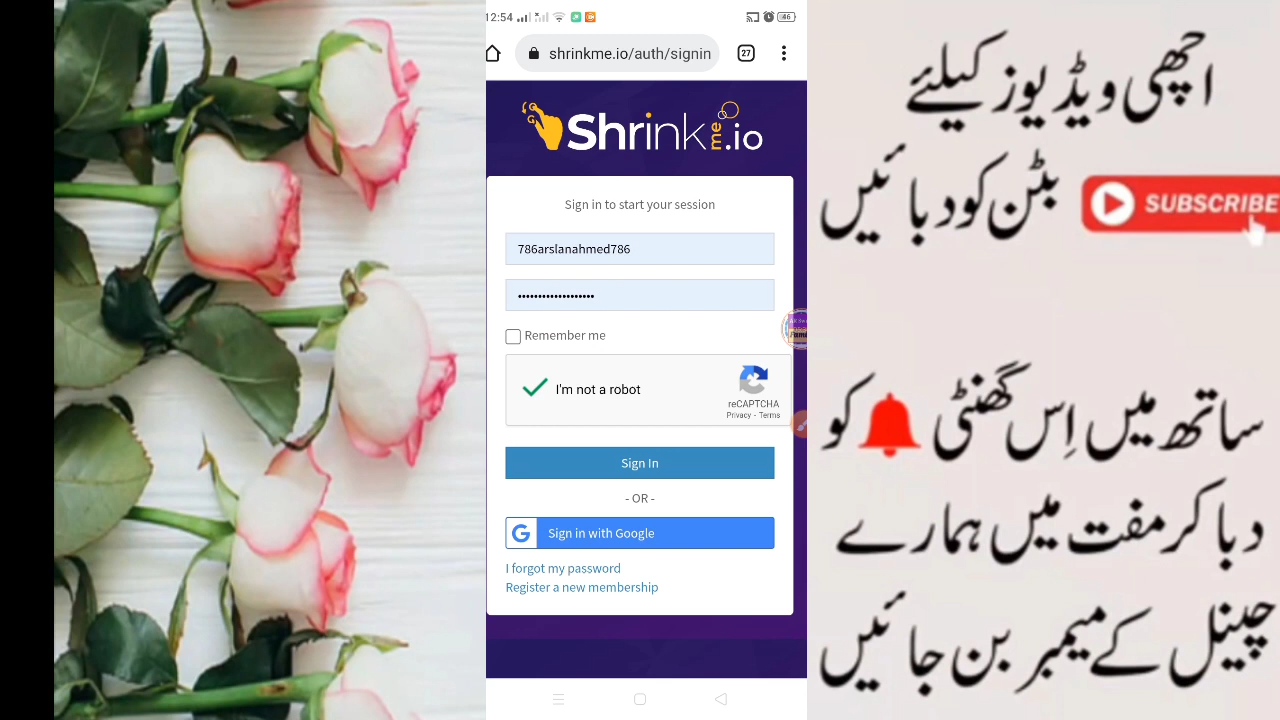 12:54
46
shrinkme.io/auth/signin
27
Shrinkme.io
Sign in to start your session
786arslanahmed786
•••••••••••••••••••
Remember me
I'm not a robot
reCAPTCHA
Privacy - Terms
Sign In
- OR -
G Sign in with Google
I forgot my password
Register a new membership
اچھی ویڈیوز کیلئے
بٹن کو دبائیں SUBSCRIBE
ساتھ میں اِس گھنٹی کو
دبا کر مفت میں ہمارے
چینل کے میمبر بن جائیں